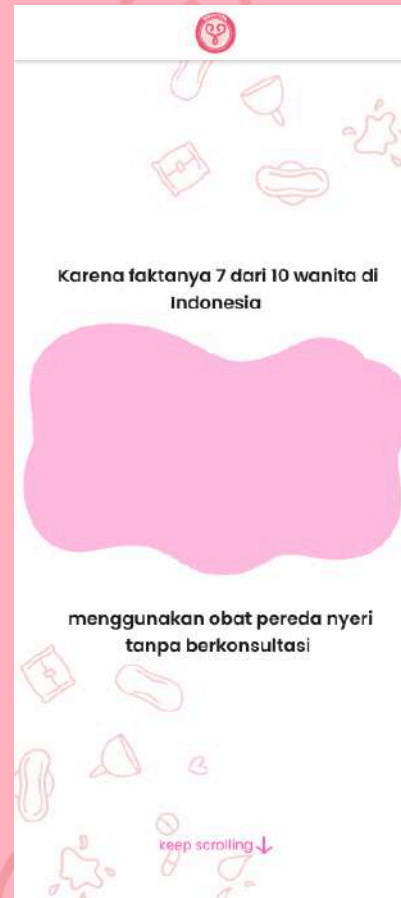 Karena faktanya 7 dari 10 wanita di
Indonesia
menggunakan obat pereda nyeri
tanpa berkonsultasi
keep scrolling